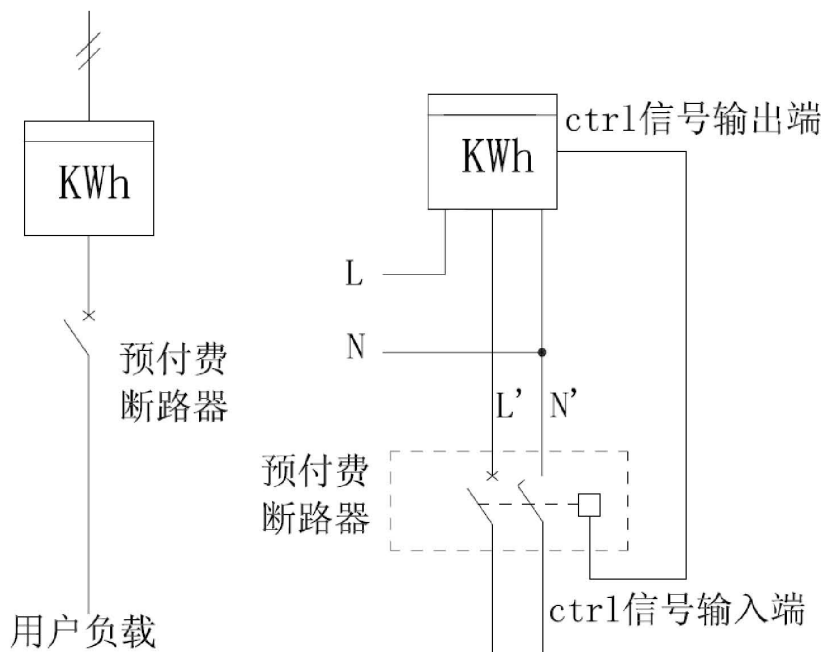 KWh
预付费
断路器
用户负载
KWh
ctrl信号输出端
L
N
L' N'
预付费
断路器
ctrl信号输入端